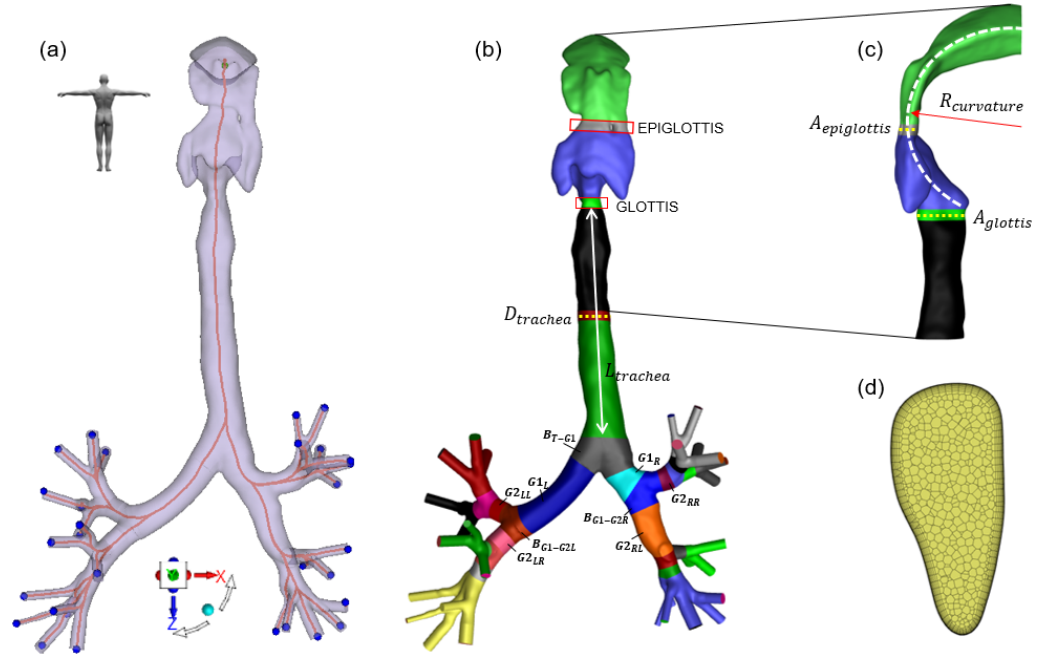 (a)
(b)
(c)
EPIGLOTTIS
A_epiglottis
R_curvature
GLOTTIS
A_glottis
D_trachea
L_trachea
(d)
B_T−G1
G1_R
G1_L
G2_LL
G2_RR
B_G1−G2R
B_G1−G2L
G2_RL
G2_LR
X
Z